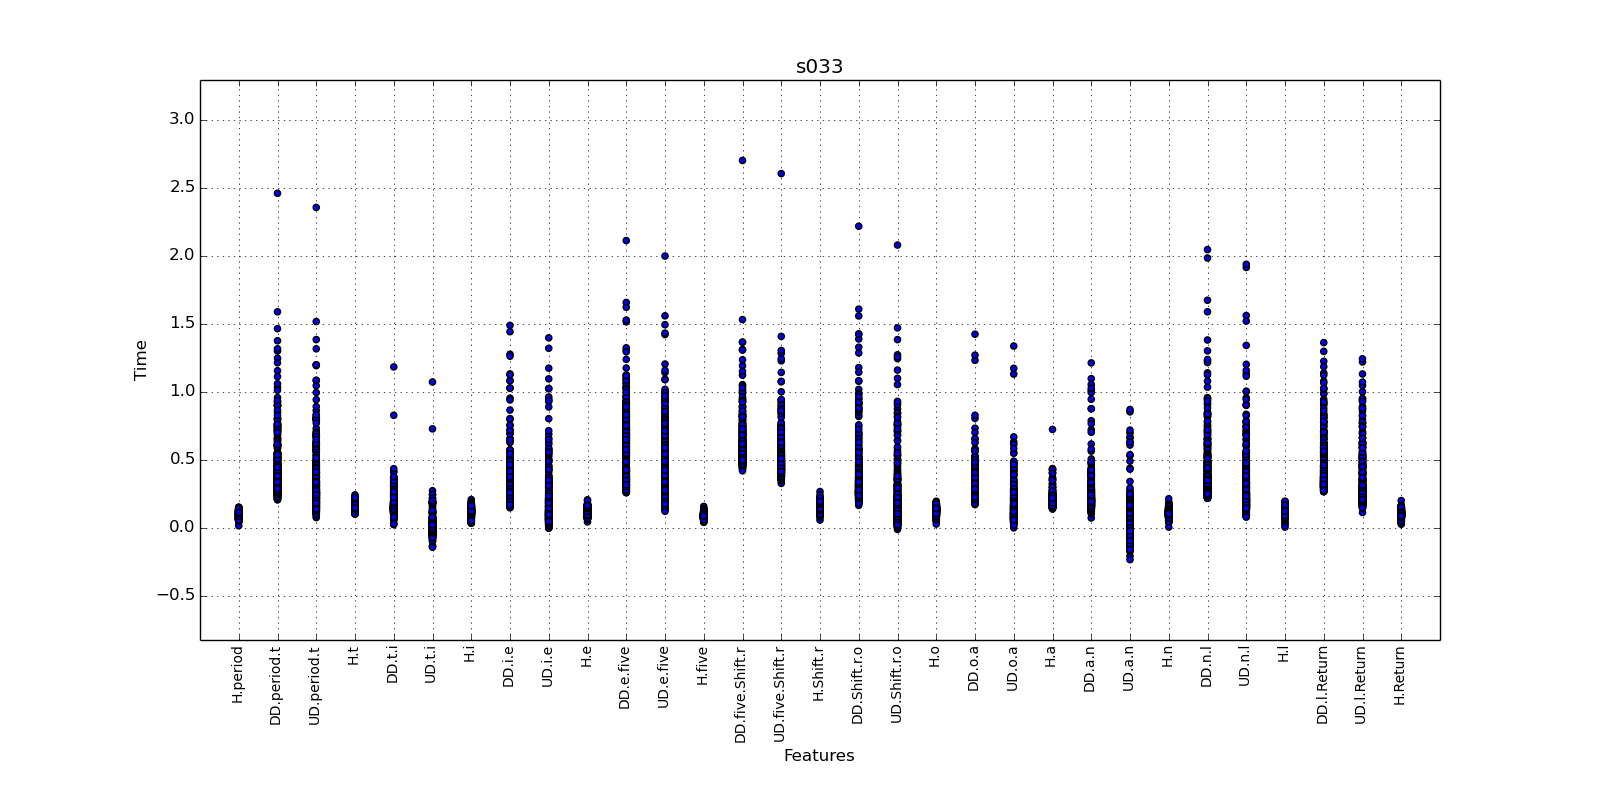 s033
3.0
2.5
2.0
1.5
1.0
0.5
0.0
−0.5
Time
H.period
DD.period.t
UD.period.t
H.t
DD.t.i
UD.t.i
H.i
DD.i.e
UD.i.e
H.e
DD.e.five
UD.e.five
H.five
DD.five.Shift.r
UD.five.Shift.r
H.Shift.r
DD.Shift.r.o
UD.Shift.r.o
H.o
DD.o.a
UD.o.a
H.a
DD.a.n
UD.a.n
H.n
DD.n.l
UD.n.l
H.l
DD.l.Return
UD.l.Return
H.Return
Features